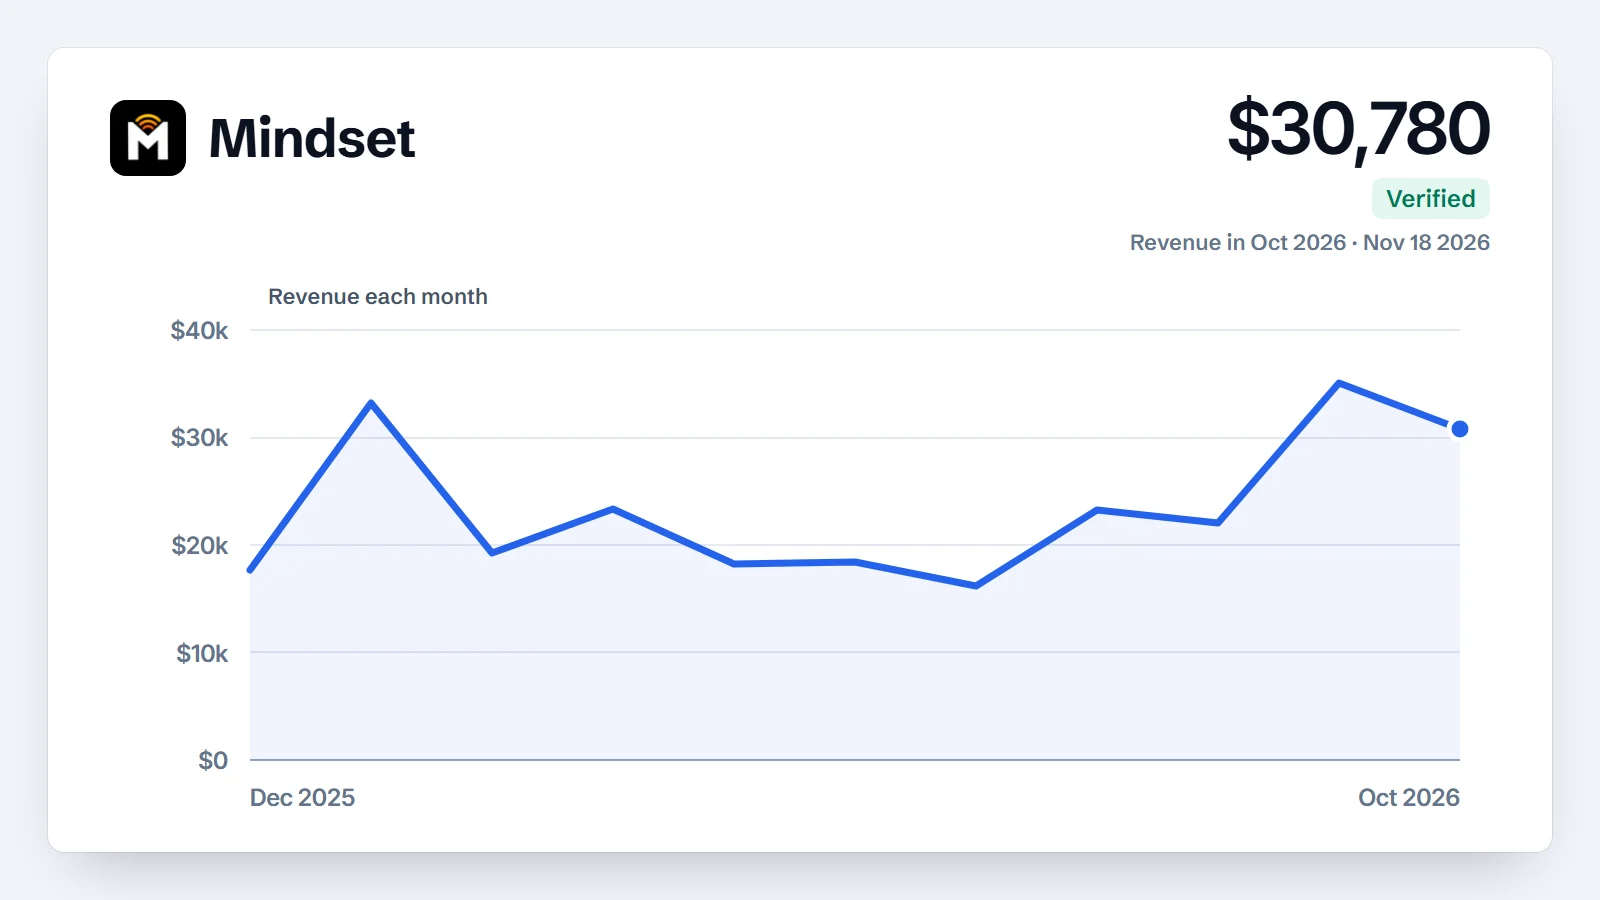 M
Mindset
$30,780
Verified
Revenue in Oct 2026 · Nov 18 2026
Revenue each month
$40k
$30k
$20k
$10k
$0
Dec 2025
Oct 2026